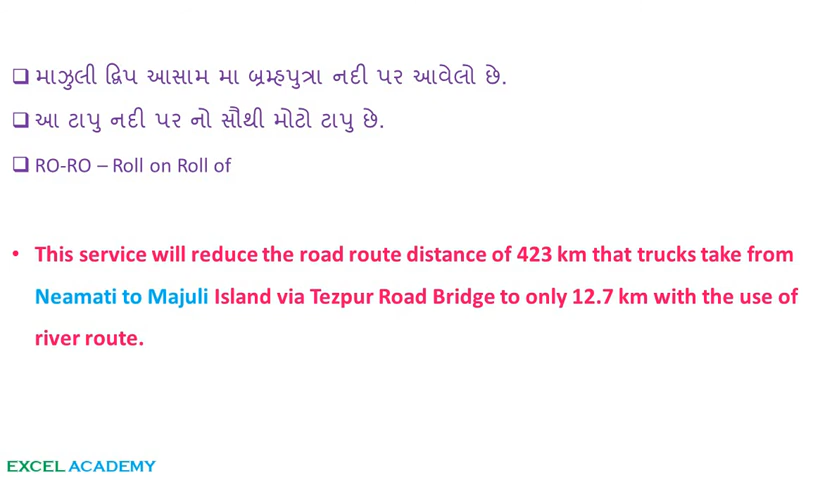 ❑ માઝુલી દ્વિપ આસામ મા બ્રમ્હપુત્રા નદી પર આવેલો છે.
❑ આ ટાપુ નદી પર નો સૌથી મોટો ટાપુ છે.
❑ RO-RO – Roll on Roll of
• This service will reduce the road route distance of 423 km that trucks take from
Neamati to Majuli Island via Tezpur Road Bridge to only 12.7 km with the use of
river route.
EXCEL ACADEMY